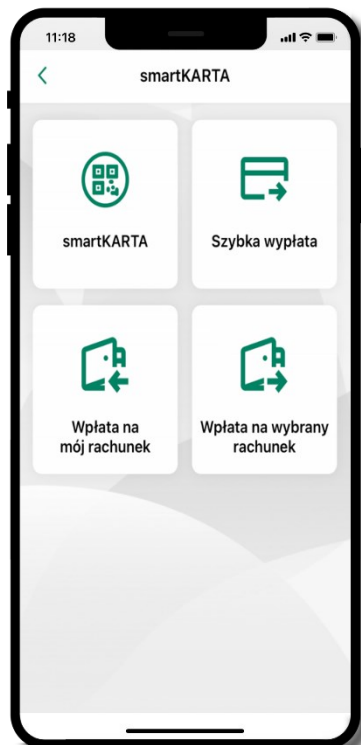 11:18
smartKARTA
smartKARTA
Szybka wypłata
Wpłata na
mój rachunek
Wpłata na wybrany
rachunek